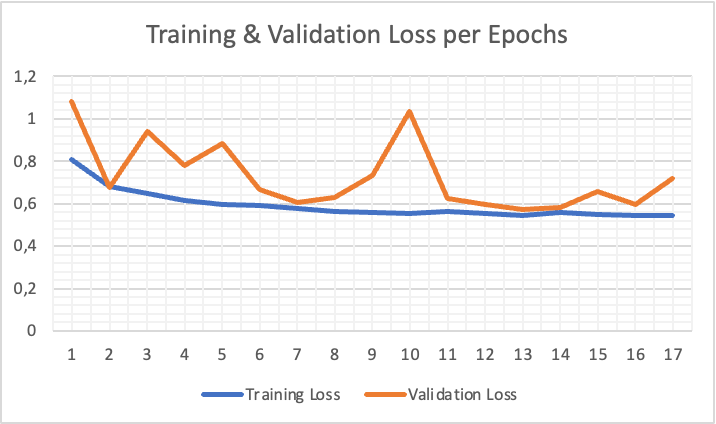 Training & Validation Loss per Epochs
1,2
1
0,8
0,6
0,4
0,2
0
1 2 3 4 5 6 7 8 9 10 11 12 13 14 15 16 17
Training Loss Validation Loss